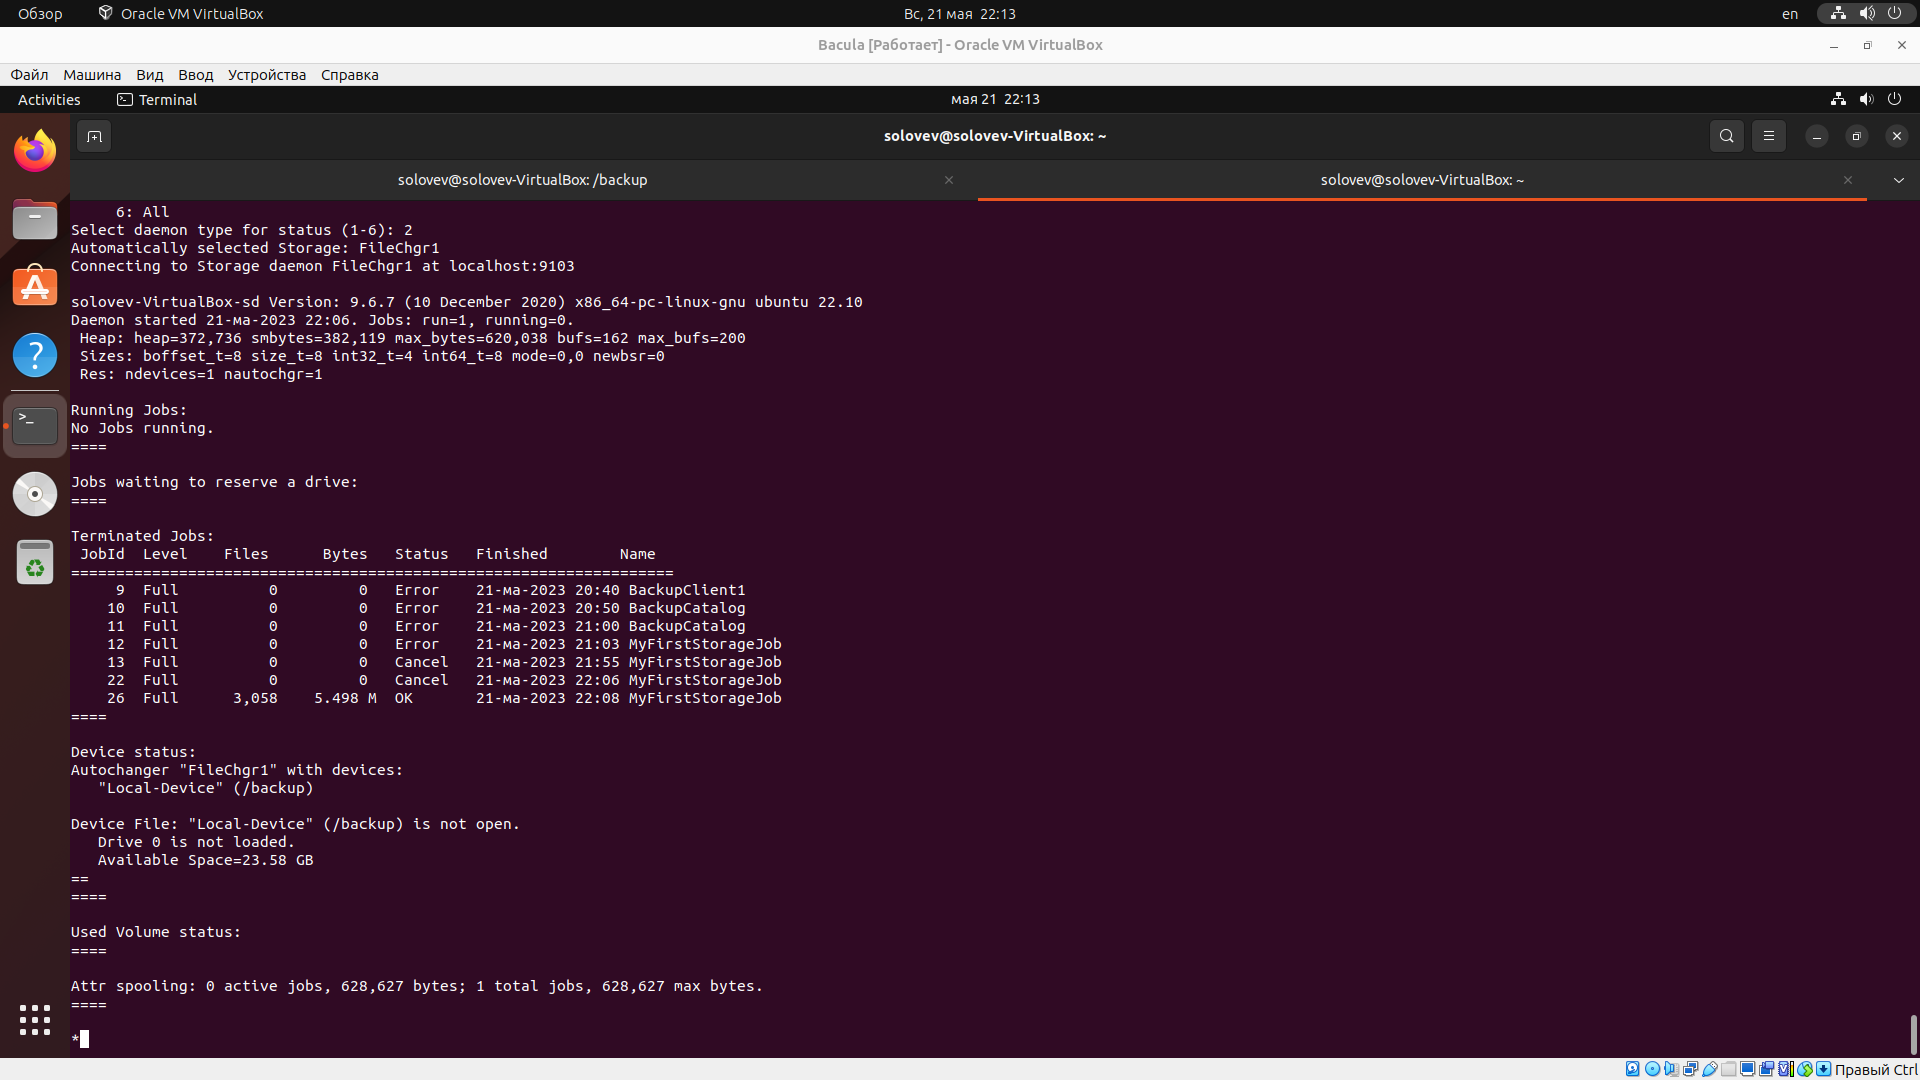 Обзор
Oracle VM VirtualBox
Вс, 21 мая 22:13
en
Bacula [Работает] - Oracle VM VirtualBox
Файл Машина Вид Ввод Устройства Справка
Activities
Terminal
мая 21 22:13
solovev@solovev-VirtualBox: ~
solovev@solovev-VirtualBox: /backup
solovev@solovev-VirtualBox: ~
6: All
Select daemon type for status (1-6): 2
Automatically selected Storage: FileChgr1
Connecting to Storage daemon FileChgr1 at localhost:9103
solovev-VirtualBox-sd Version: 9.6.7 (10 December 2020) x86_64-pc-linux-gnu ubuntu 22.10
Daemon started 21-ма-2023 22:06. Jobs: run=1, running=0.
Heap: heap=372,736 smbytes=382,119 max_bytes=620,038 bufs=162 max_bufs=200
Sizes: boffset_t=8 size_t=8 int32_t=4 int64_t=8 mode=0,0 newbsr=0
Res: ndevices=1 nautochgr=1
Running Jobs:
No Jobs running.
====
Jobs waiting to reserve a drive:
====
Terminated Jobs:
JobId Level Files Bytes Status Finished Name
===================================================================
9 Full 0 0 Error 21-ма-2023 20:40 BackupClient1
10 Full 0 0 Error 21-ма-2023 20:50 BackupCatalog
11 Full 0 0 Error 21-ма-2023 21:00 BackupCatalog
12 Full 0 0 Error 21-ма-2023 21:03 MyFirstStorageJob
13 Full 0 0 Cancel 21-ма-2023 21:55 MyFirstStorageJob
22 Full 0 0 Cancel 21-ма-2023 22:06 MyFirstStorageJob
26 Full 3,058 5.498 M OK 21-ма-2023 22:08 MyFirstStorageJob
====
Device status:
Autochanger "FileChgr1" with devices:
"Local-Device" (/backup)
Device File: "Local-Device" (/backup) is not open.
Drive 0 is not loaded.
Available Space=23.58 GB
==
====
Used Volume status:
====
Attr spooling: 0 active jobs, 628,627 bytes; 1 total jobs, 628,627 max bytes.
====
*
Правый Ctrl